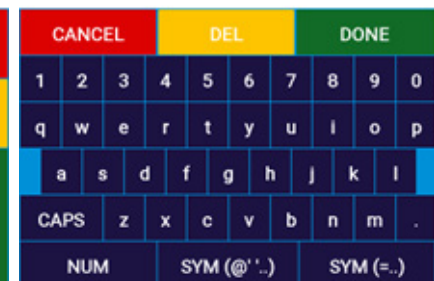 CANCEL DEL DONE
1 2 3 4 5 6 7 8 9 0
q w e r t y u i o p
a s d f g h j k l
CAPS z x c v b n m .
NUM SYM (@' '..) SYM (=..)